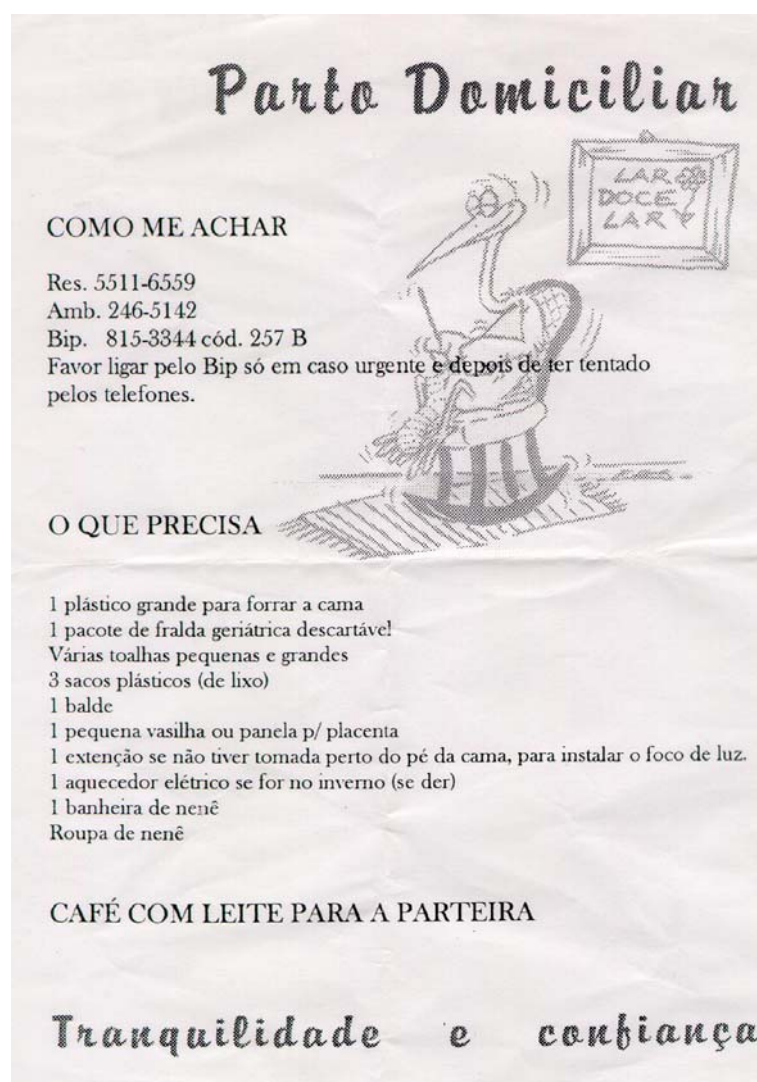 Parto Domiciliar
LAR
DOCE
LAR
COMO ME ACHAR
Res. 5511-6559
Amb. 246-5142
Bip. 815-3344 cód. 257 B
Favor ligar pelo Bip só em caso urgente e depois de ter tentado
pelos telefones.
O QUE PRECISA
1 plástico grande para forrar a cama
1 pacote de fralda geriátrica descartável
Várias toalhas pequenas e grandes
3 sacos plásticos (de lixo)
1 balde
1 pequena vasilha ou panela p/ placenta
1 extenção se não tiver tomada perto do pé da cama, para instalar o foco de luz.
1 aquecedor elétrico se for no inverno (se der)
1 banheira de nenê
Roupa de nenê
CAFÉ COM LEITE PARA A PARTEIRA
Tranquilidade e confiança